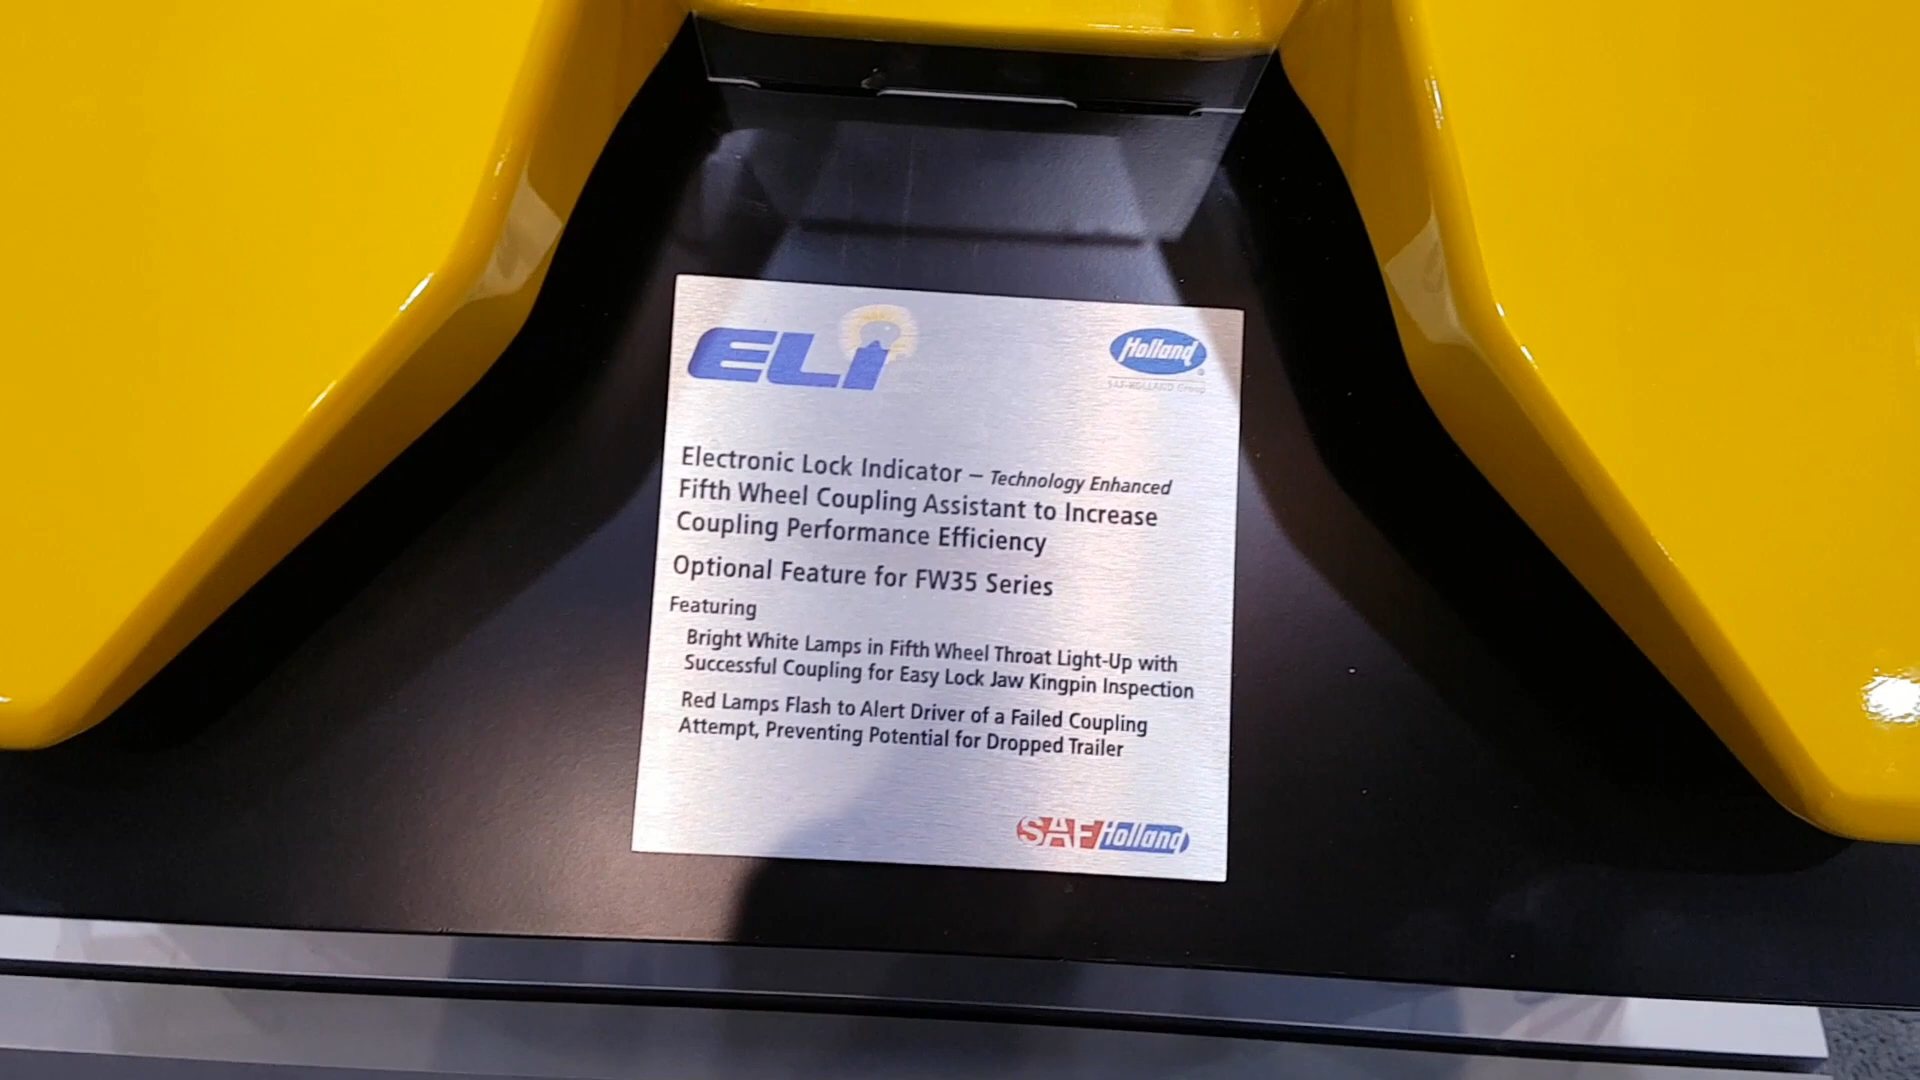 ELi
Holland
SAF-HOLLAND Group
Electronic Lock Indicator – Technology Enhanced
Fifth Wheel Coupling Assistant to Increase
Coupling Performance Efficiency
Optional Feature for FW35 Series
Featuring
Bright White Lamps in Fifth Wheel Throat Light-Up with
Successful Coupling for Easy Lock Jaw Kingpin Inspection
Red Lamps Flash to Alert Driver of a Failed Coupling
Attempt, Preventing Potential for Dropped Trailer
SAF Holland